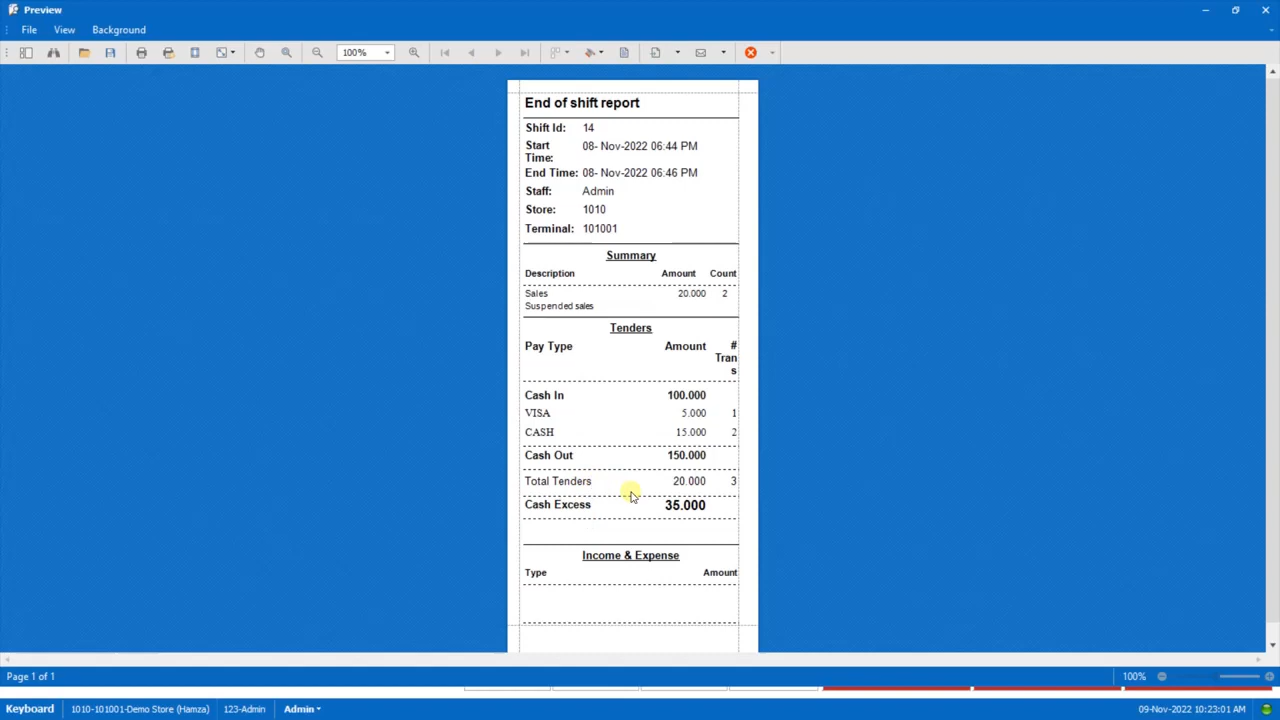 Preview
File View Background
100%
End of shift report
Shift Id: 14
Start Time: 08- Nov-2022 06:44 PM
End Time: 08- Nov-2022 06:46 PM
Staff: Admin
Store: 1010
Terminal: 101001
Summary
Description Amount Count
Sales 20.000 2
Suspended sales
Tenders
Pay Type Amount #
Tran
s
Cash In 100.000
VISA 5.000 1
CASH 15.000 2
Cash Out 150.000
Total Tenders 20.000 3
Cash Excess 35.000
Income & Expense
Type Amount
Page 1 of 1 100%
Keyboard 1010-101001-Demo Store (Hamza) 123-Admin Admin 09-Nov-2022 10:23:01 AM